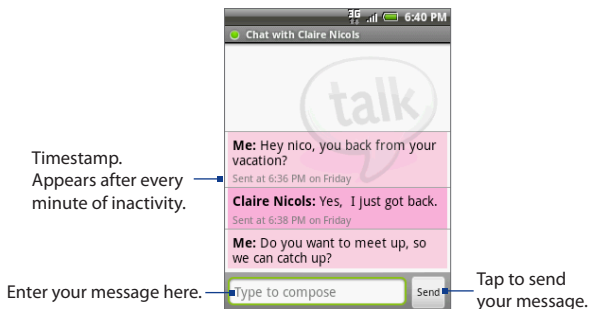 3G 6:40 PM
Chat with Claire Nicols
talk
Me: Hey nico, you back from your
vacation?
Sent at 6:36 PM on Friday
Claire Nicols: Yes, I just got back.
Sent at 6:38 PM on Friday
Me: Do you want to meet up, so
we can catch up?
Type to compose
Send
Timestamp.
Appears after every
minute of inactivity.
Enter your message here.
Tap to send
your message.